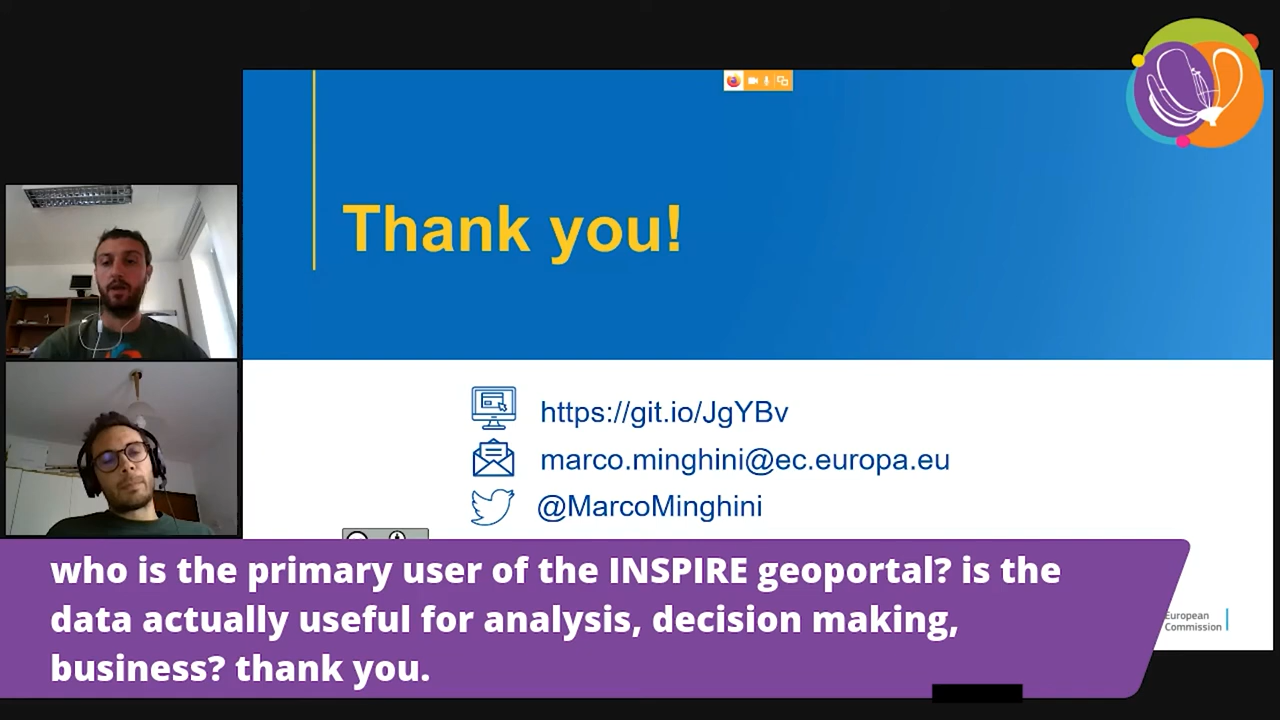 Thank you!
https://git.io/JgYBv
marco.minghini@ec.europa.eu
@MarcoMinghini
who is the primary user of the INSPIRE geoportal? is the
data actually useful for analysis, decision making,
business? thank you.
European
Commission